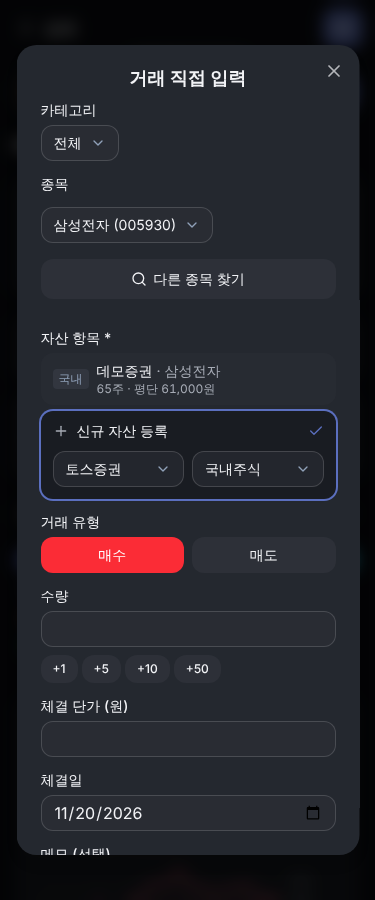 거래 직접 입력
카테고리
전체
종목
삼성전자 (005930)
다른 종목 찾기
자산 항목 *
국내
데모증권 · 삼성전자
65주 · 평단 61,000원
신규 자산 등록
토스증권
국내주식
거래 유형
매수
매도
수량
+1
+5
+10
+50
체결 단가 (원)
체결일
11/20/2026
메모 (선택)